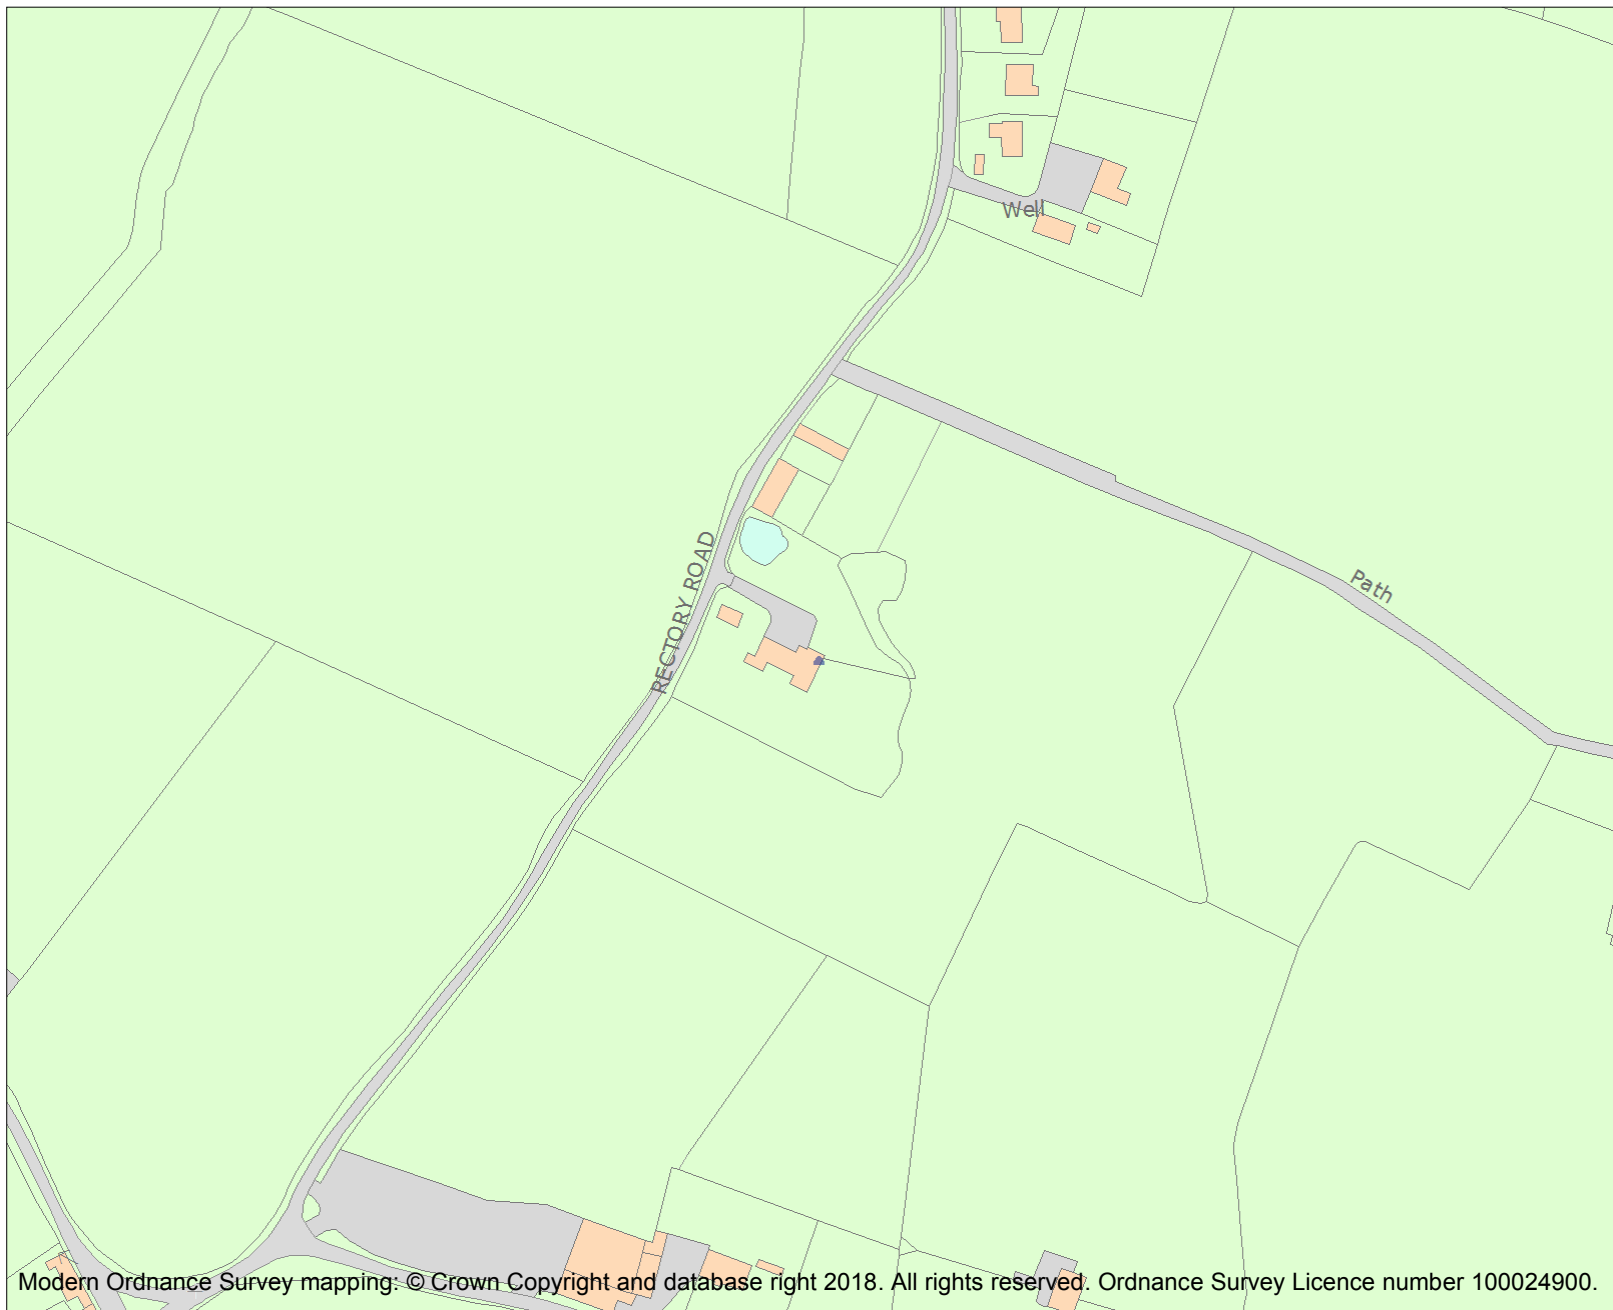 Well
RECTORY ROAD
Path
Modern Ordnance Survey mapping: © Crown Copyright and database right 2018. All rights reserved. Ordnance Survey Licence number 100024900.